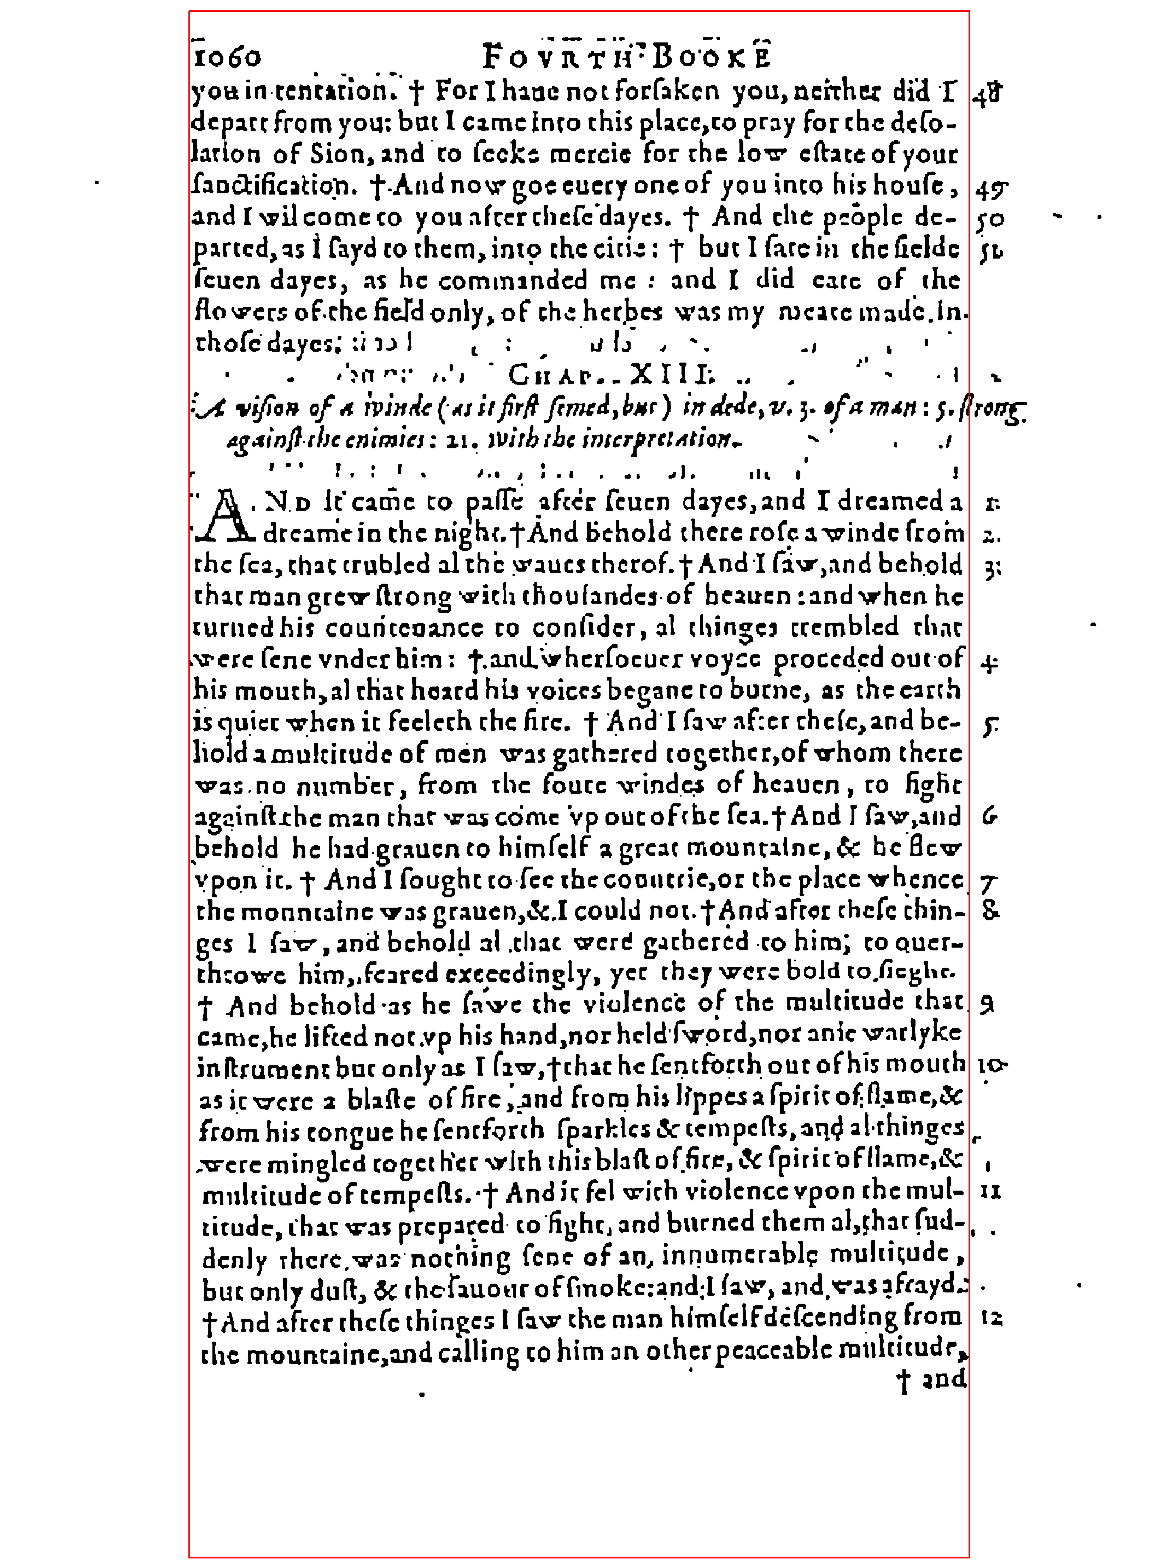 1060 FOVRTH BOOKE
you in tentation. † For I haue not forſaken you, neither did I 48
depart from you: but I came into this place, to pray for the deſo-
lation of Sion, and to ſeeke mercie for the low eſtate of your
ſanctification. † And now goe euery one of you into his houſe, 49
and I wil come to you after theſe dayes. † And the people de- 50
parted, as I ſayd to them, into the citie: † but I ſate in the fielde 51
ſeuen dayes, as he commanded me : and I did eate of the
flowers of the field only, of the herbes was my meate made in
thoſe dayes.
CHAP. XIII.
A viſion of a winde (as it firſt ſemed, but) in dede, v. 3. of a man: 5. ſtrong
againſt the enimies: 21. with the interpretation.
AND it came to paſſe after ſeuen dayes, and I dreamed a 1
dreame in the night. † And behold there roſe a winde from 2
the ſea, that trubled al the waues therof. † And I ſaw, and behold 3
that man grew ſtrong with thouſandes of heauen: and when he
turned his countenance to conſider, al thinges trembled that
were ſene vnder him: † and wherſoeuer voyce proceded out of 4
his mouth, al that heard his voices begane to burne, as the earth
is quiet when it feeleth the fire. † And I ſaw after theſe, and be- 5
hold a multitude of men was gathered together, of whom there
was no number, from the foure windes of heauen, to fight
againſt the man that was come vp out of the ſea. † And I ſaw, and 6
behold he had grauen to himſelf a great mountaine, & he flew
vpon it. † And I ſought to ſee the countrie, or the place whence 7
the monntaine was grauen, & I could not. † And after theſe thin- 8
ges I ſaw, and behold al that were gathered to him, to ouer-
throwe him, feared exceedingly, yet they were bold to fieght.
† And behold as he ſawe the violence of the multitude that 9
came, he lifted not vp his hand, nor held ſword, nor anie warlyke
inſtrument but only as I ſaw, † that he ſentforth out of his mouth 10
as it were a blaſte of fire, and from his lippes a ſpirit of flame, &
from his tongue he ſentforth ſparkles & tempeſts, and al thinges
were mingled together with this blaſt of fire, & ſpirit of flame, &
multitude of tempeſts. † And it fel with violence vpon the mul- 11
titude, that was prepared to fight, and burned them al, that ſud-
denly there was nothing ſene of an innumerable multitude,
but only duſt, & the ſauour of ſmoke: and I ſaw, and was afrayd.
† And after theſe thinges I ſaw the man himſelf deſcending from 12
the mountaine, and calling to him an other peaceable multitude,
† and